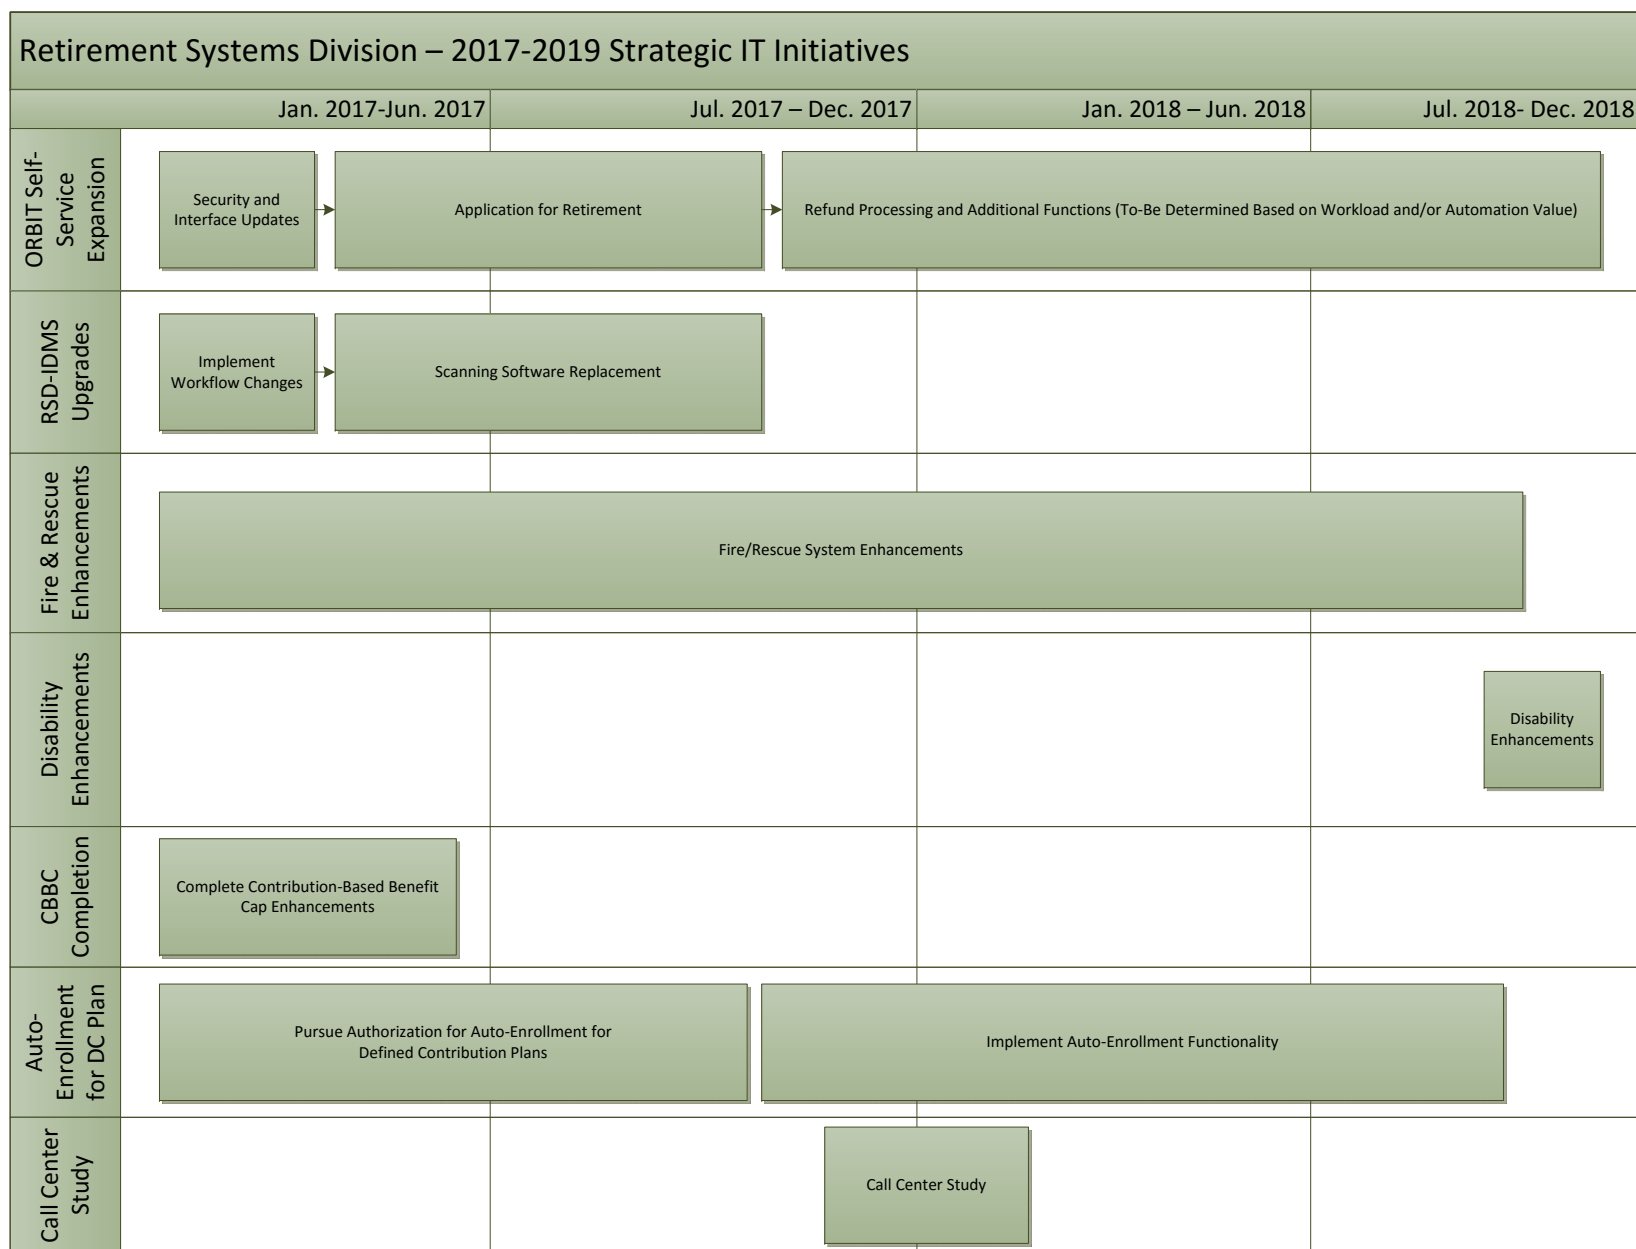 Retirement Systems Division – 2017-2019 Strategic IT Initiatives
Jan. 2017-Jun. 2017
Jul. 2017 – Dec. 2017
Jan. 2018 – Jun. 2018
Jul. 2018- Dec. 2018
ORBIT Self-
Service
Expansion
Security and
Interface Updates
Application for Retirement
Refund Processing and Additional Functions (To-Be Determined Based on Workload and/or Automation Value)
RSD-IDMS
Upgrades
Implement
Workflow Changes
Scanning Software Replacement
Fire & Rescue
Enhancements
Fire/Rescue System Enhancements
Disability
Enhancements
Disability
Enhancements
CBBC
Completion
Complete Contribution-Based Benefit
Cap Enhancements
Auto-
Enrollment
for DC Plan
Pursue Authorization for Auto-Enrollment for
Defined Contribution Plans
Implement Auto-Enrollment Functionality
Call Center
Study
Call Center Study